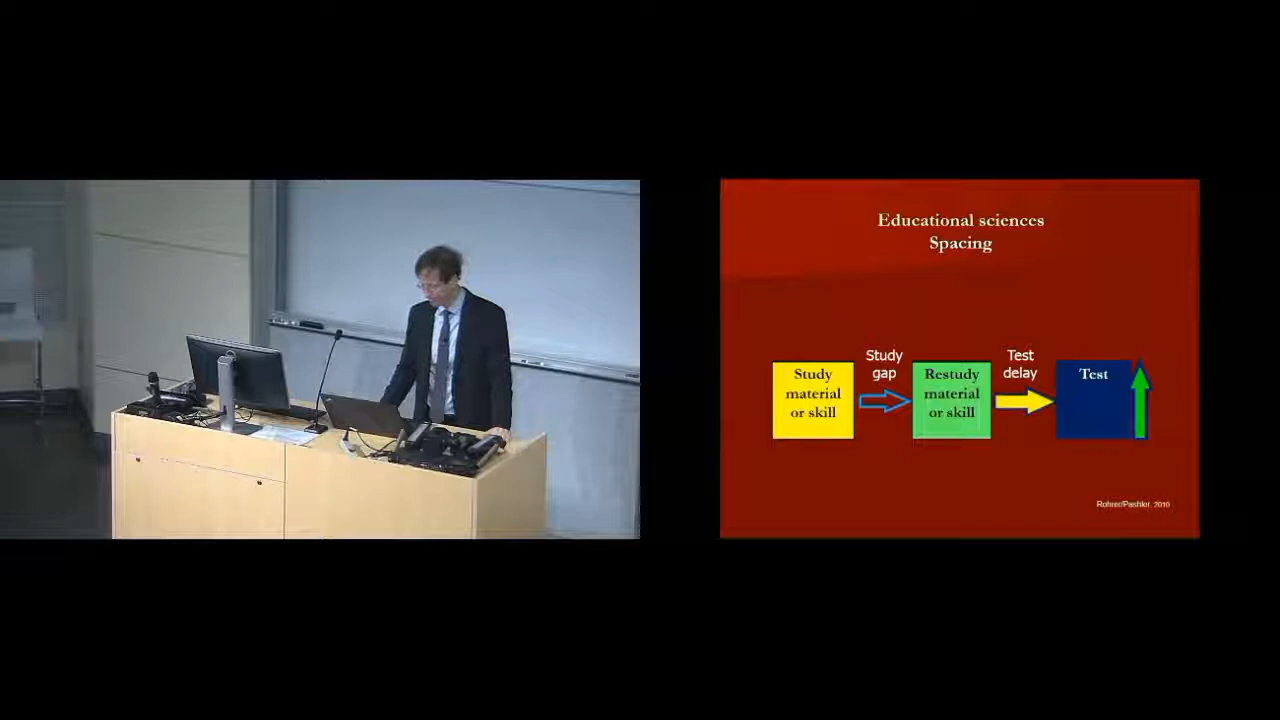 Educational sciences
Spacing
Study
gap
Test
delay
Study
material
or skill
Restudy
material
or skill
Test
Rohrer/Pashler, 2010